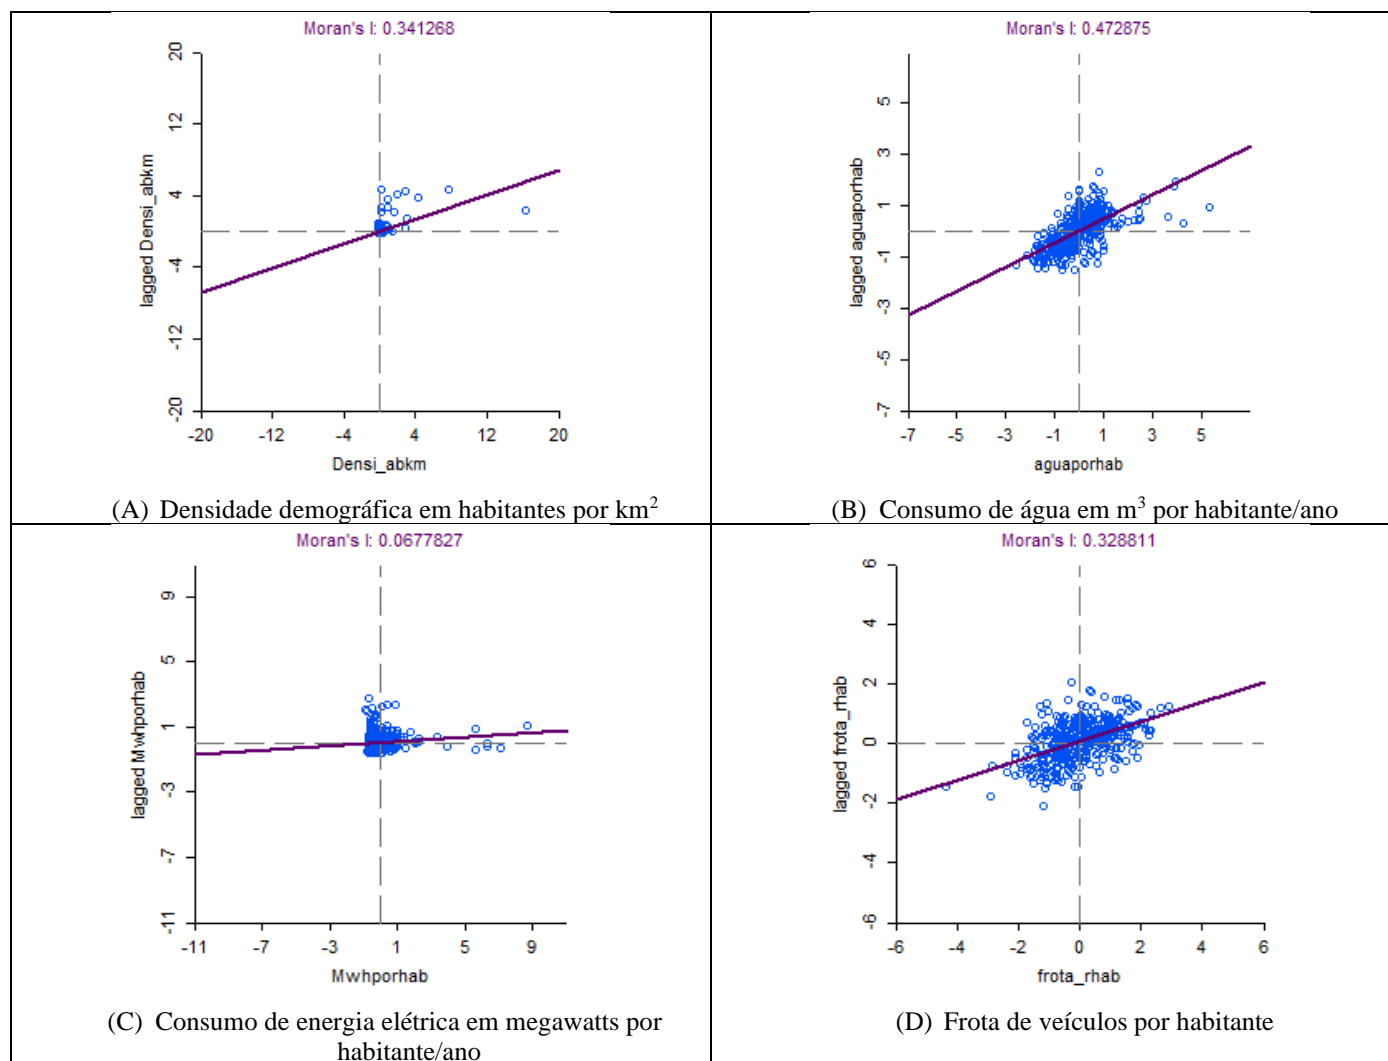 Moran's I: 0.341268
20
12
4
-4
-12
-20
lagged Densi_abkm
-20 -12 -4 4 12 20
Densi_abkm
(A) Densidade demográfica em habitantes por km²
Moran's I: 0.472875
5
3
1
-1
-3
-5
-7
lagged aguaporhab
-7 -5 -3 -1 1 3 5
aguaporhab
(B) Consumo de água em m³ por habitante/ano
Moran's I: 0.0677827
9
5
1
-3
-7
-11
lagged Mwhporhab
-11 -7 -3 1 5 9
Mwhporhab
(C) Consumo de energia elétrica em megawatts por
habitante/ano
Moran's I: 0.328811
6
4
2
0
-2
-4
-6
lagged frota_rhab
-6 -4 -2 0 2 4 6
frota_rhab
(D) Frota de veículos por habitante